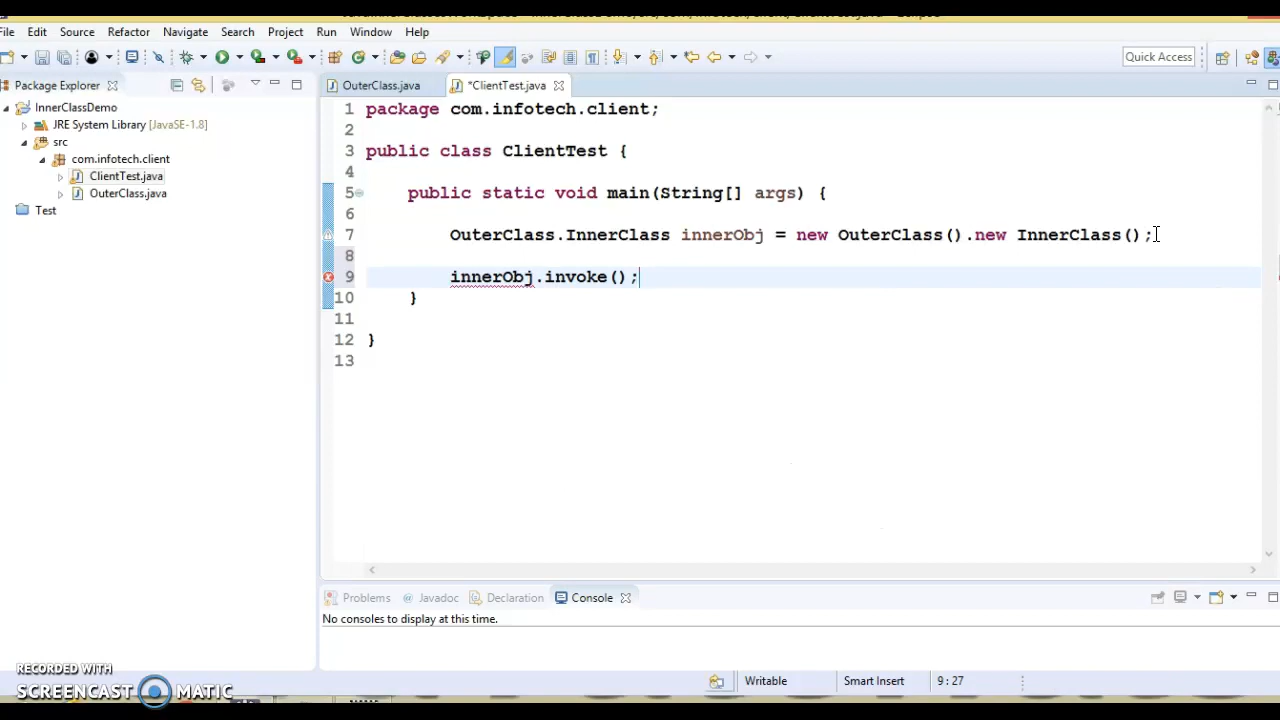 File Edit Source Refactor Navigate Search Project Run Window Help
Quick Access
Package Explorer
InnerClassDemo
JRE System Library [JavaSE-1.8]
src
com.infotech.client
ClientTest.java
OuterClass.java
Test
OuterClass.java
*ClientTest.java
1 package com.infotech.client;
2
3 public class ClientTest {
4
5 public static void main(String[] args) {
6
7 OuterClass.InnerClass innerObj = new OuterClass().new InnerClass();
8
9 innerObj.invoke();
10 }
11
12 }
13
Problems @ Javadoc Declaration Console
No consoles to display at this time.
Writable Smart Insert 9 : 27
RECORDED WITH
SCREENCAST MATIC